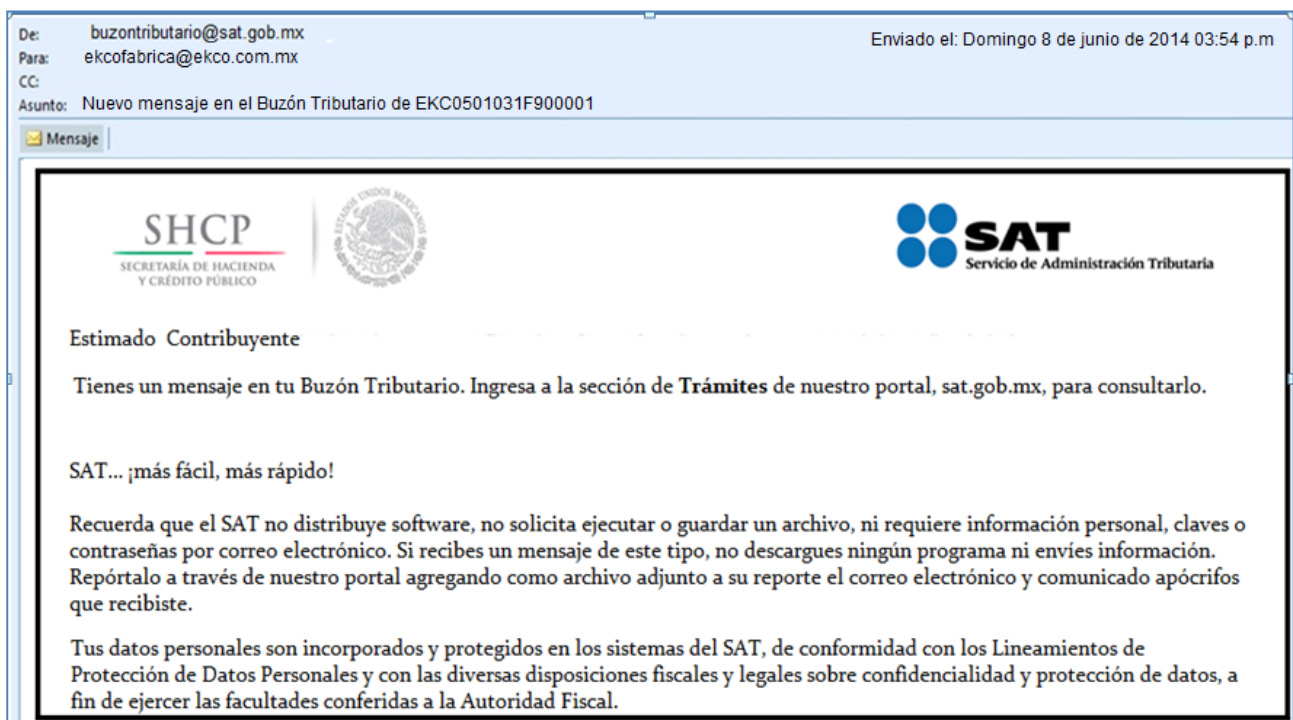 De: buzontributario@sat.gob.mx
Enviado el: Domingo 8 de junio de 2014 03:54 p.m
Para: ekcofabrica@ekco.com.mx
CC:
Asunto: Nuevo mensaje en el Buzón Tributario de EKC0501031F900001
Mensaje
SHCP
SECRETARÍA DE HACIENDA
Y CRÉDITO PÚBLICO
ESTADOS UNIDOS MEXICANOS
SAT
Servicio de Administración Tributaria
Estimado Contribuyente
Tienes un mensaje en tu Buzón Tributario. Ingresa a la sección de Trámites de nuestro portal, sat.gob.mx, para consultarlo.
SAT... ¡más fácil, más rápido!
Recuerda que el SAT no distribuye software, no solicita ejecutar o guardar un archivo, ni requiere información personal, claves o
contraseñas por correo electrónico. Si recibes un mensaje de este tipo, no descargues ningún programa ni envíes información.
Repórtalo a través de nuestro portal agregando como archivo adjunto a su reporte el correo electrónico y comunicado apócrifos
que recibiste.
Tus datos personales son incorporados y protegidos en los sistemas del SAT, de conformidad con los Lineamientos de
Protección de Datos Personales y con las diversas disposiciones fiscales y legales sobre confidencialidad y protección de datos, a
fin de ejercer las facultades conferidas a la Autoridad Fiscal.